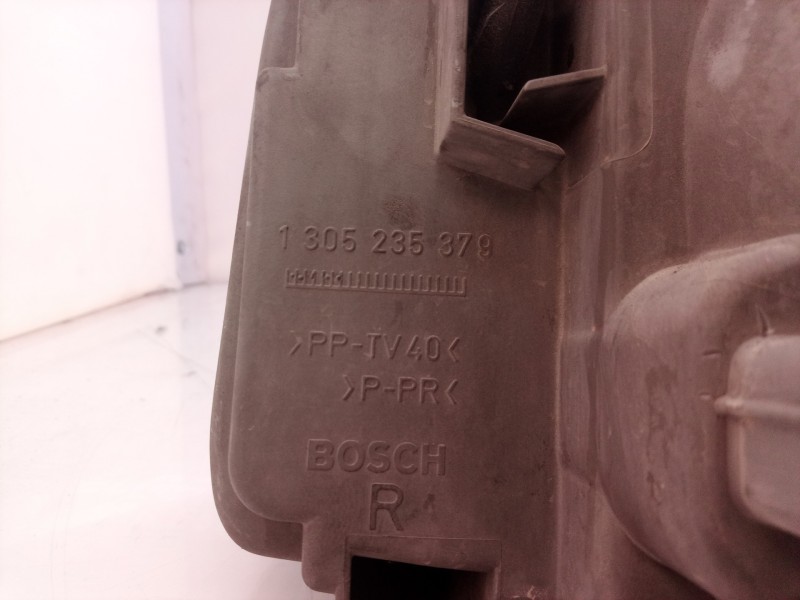 1 305 235 379
>PP-TV40<
>P-PR<
BOSCH
R